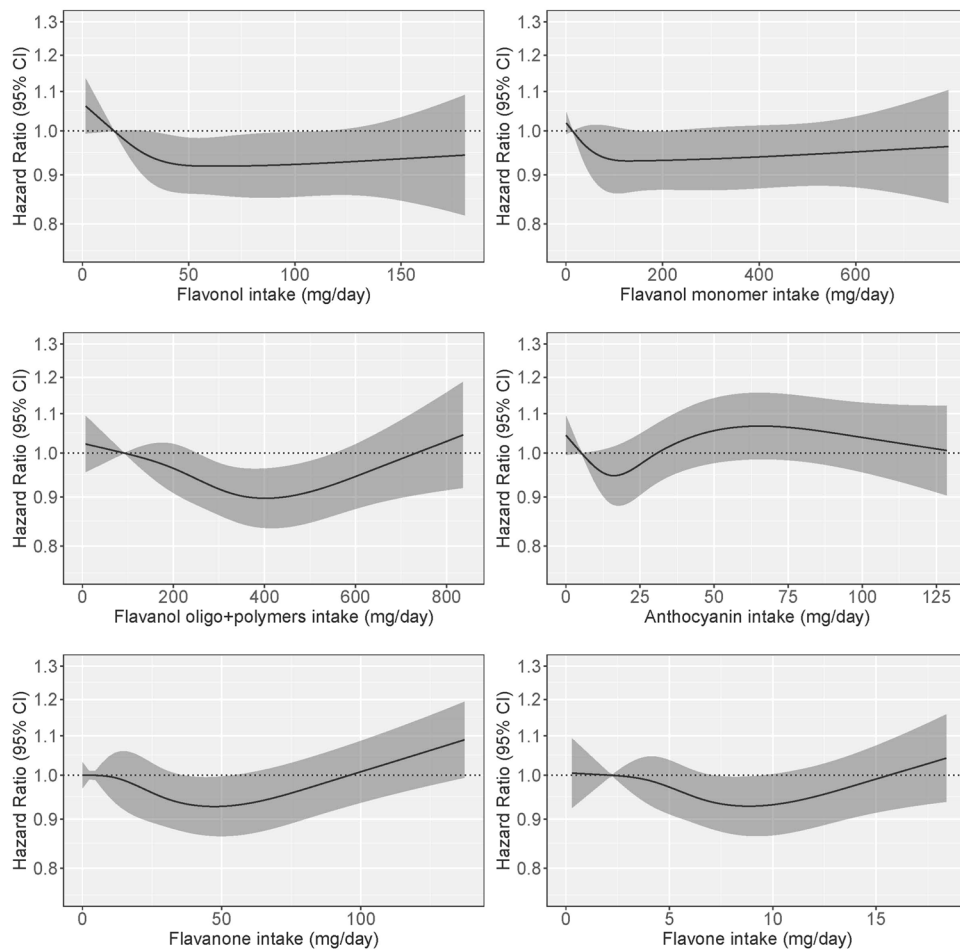 Hazard Ratio (95% CI)
1.3
1.2
1.1
1.0
0.9
0.8
0 50 100 150
Flavonol intake (mg/day)
Hazard Ratio (95% CI)
1.3
1.2
1.1
1.0
0.9
0.8
0 200 400 600
Flavanol monomer intake (mg/day)
Hazard Ratio (95% CI)
1.3
1.2
1.1
1.0
0.9
0.8
0 200 400 600 800
Flavanol oligo+polymers intake (mg/day)
Hazard Ratio (95% CI)
1.3
1.2
1.1
1.0
0.9
0.8
0 25 50 75 100 125
Anthocyanin intake (mg/day)
Hazard Ratio (95% CI)
1.3
1.2
1.1
1.0
0.9
0.8
0 50 100
Flavanone intake (mg/day)
Hazard Ratio (95% CI)
1.3
1.2
1.1
1.0
0.9
0.8
0 5 10 15
Flavone intake (mg/day)